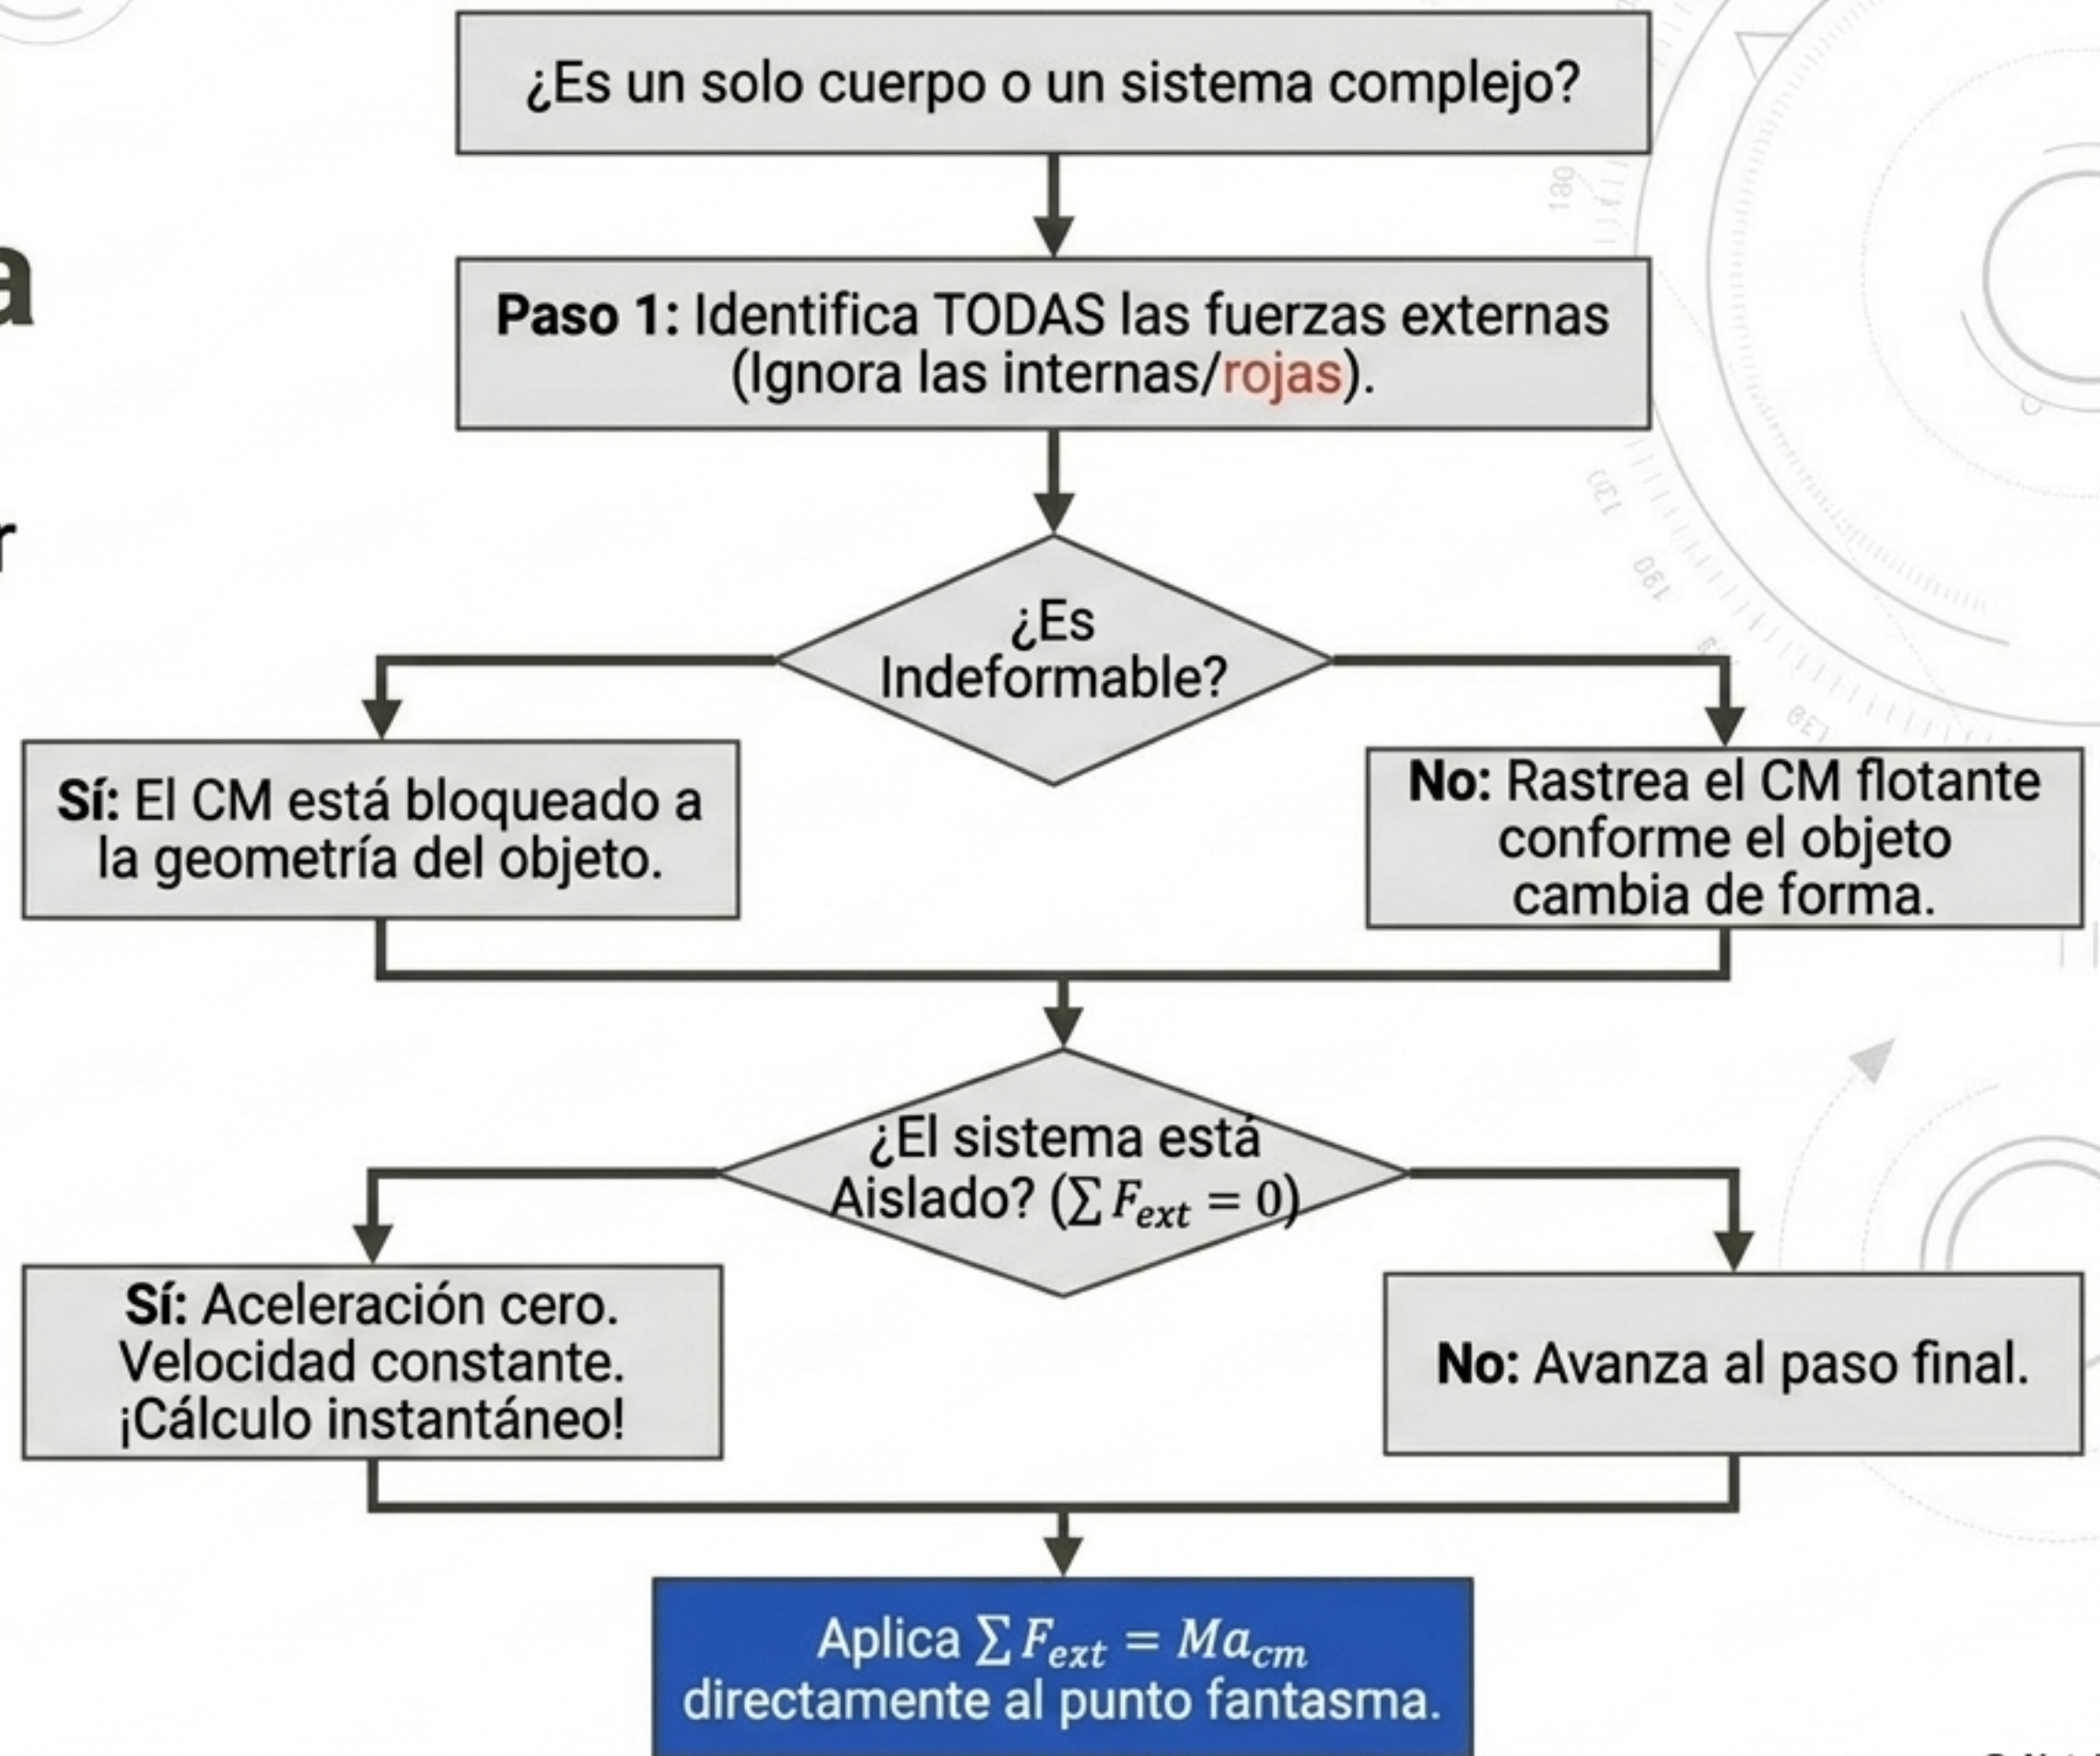 ¿Es un solo cuerpo o un sistema complejo?
Paso 1: Identifica TODAS las fuerzas externas
(Ignora las internas/rojas).
a
r
¿Es
Indeformable?
Sí: El CM está bloqueado a
la geometría del objeto.
No: Rastrea el CM flotante
conforme el objeto
cambia de forma.
¿El sistema está
Aislado? (∑ F_ext = 0)
Sí: Aceleración cero.
Velocidad constante.
¡Cálculo instantáneo!
No: Avanza al paso final.
Aplica ∑ F_ext = Ma_cm
directamente al punto fantasma.
180